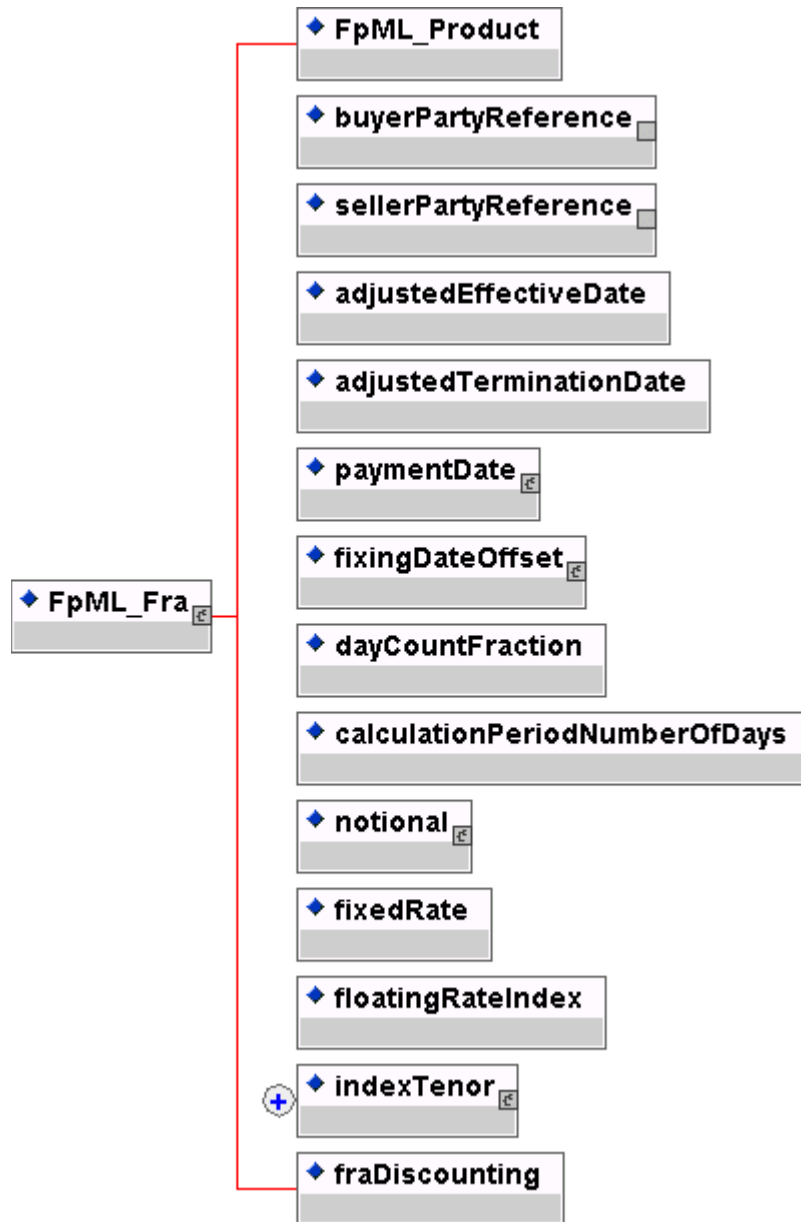 FpML_Product
buyerPartyReference
sellerPartyReference
adjustedEffectiveDate
adjustedTerminationDate
paymentDate
fixingDateOffset
FpML_Fra
dayCountFraction
calculationPeriodNumberOfDays
notional
fixedRate
floatingRateIndex
indexTenor
fraDiscounting